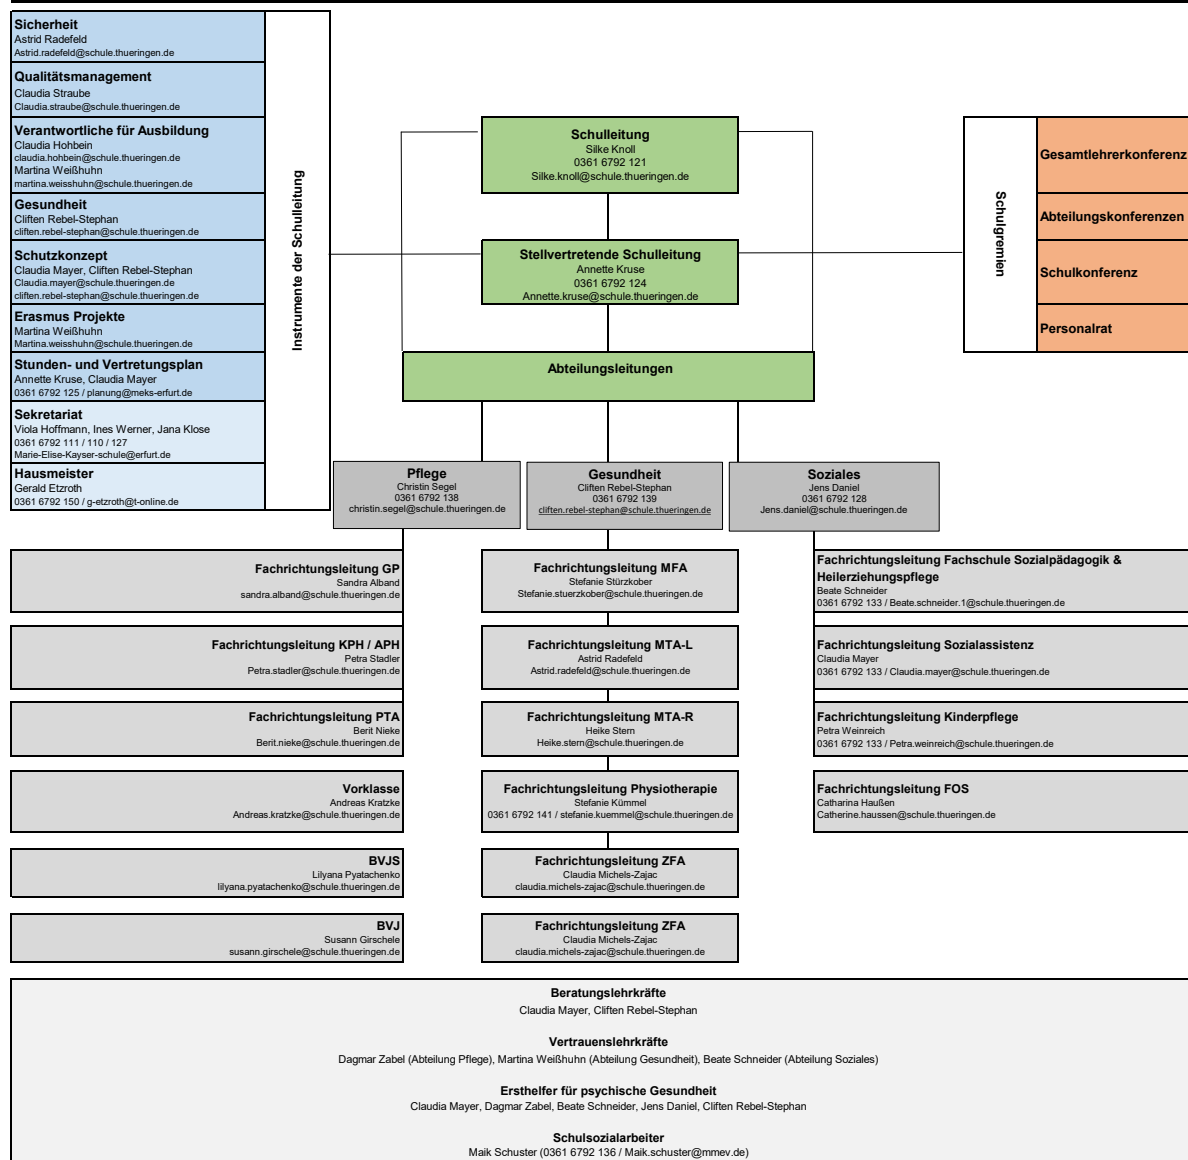 Sicherheit
Astrid Radefeld
Astrid.radefeld@schule.thueringen.de
Qualitätsmanagement
Claudia Straube
Claudia.straube@schule.thueringen.de
Verantwortliche für Ausbildung
Claudia Hohbein
claudia.hohbein@schule.thueringen.de
Martina Weißhuhn
martina.weisshuhn@schule.thueringen.de
Gesundheit
Cliften Rebel-Stephan
cliften.rebel-stephan@schule.thueringen.de
Schutzkonzept
Claudia Mayer, Cliften Rebel-Stephan
Claudia.mayer@schule.thueringen.de
cliften.rebel-stephan@schule.thueringen.de
Erasmus Projekte
Martina Weißhuhn
Martina.weisshuhn@schule.thueringen.de
Stunden- und Vertretungsplan
Annette Kruse, Claudia Mayer
0361 6792 125 / planung@meks-erfurt.de
Sekretariat
Viola Hoffmann, Ines Werner, Jana Klose
0361 6792 111 / 110 / 127
Marie-Elise-Kayser-schule@erfurt.de
Hausmeister
Gerald Etzroth
0361 6792 150 / g-etzroth@t-online.de
Instrumente der Schulleitung
Schulleitung
Silke Knoll
0361 6792 121
Silke.knoll@schule.thueringen.de
Stellvertretende Schulleitung
Annette Kruse
0361 6792 124
Annette.kruse@schule.thueringen.de
Abteilungsleitungen
Schulgremien
Gesamtlehrerkonferenz
Abteilungskonferenzen
Schulkonferenz
Personalrat
Pflege
Christin Segel
0361 6792 138
christin.segel@schule.thueringen.de
Gesundheit
Cliften Rebel-Stephan
0361 6792 139
cliften.rebel-stephan@schule.thueringen.de
Soziales
Jens Daniel
0361 6792 128
Jens.daniel@schule.thueringen.de
Fachrichtungsleitung GP
Sandra Alband
sandra.alband@schule.thueringen.de
Fachrichtungsleitung KPH / APH
Petra Stadler
Petra.stadler@schule.thueringen.de
Fachrichtungsleitung PTA
Berit Nieke
Berit.nieke@schule.thueringen.de
Vorklasse
Andreas Kratzke
Andreas.kratzke@schule.thueringen.de
BVJS
Lilyana Pyatachenko
lilyana.pyatachenko@schule.thueringen.de
BVJ
Susann Girschele
susann.girschele@schule.thueringen.de
Fachrichtungsleitung MFA
Stefanie Stürzkober
Stefanie.stuerzkober@schule.thueringen.de
Fachrichtungsleitung MTA-L
Astrid Radefeld
Astrid.radefeld@schule.thueringen.de
Fachrichtungsleitung MTA-R
Heike Stern
Heike.stern@schule.thueringen.de
Fachrichtungsleitung Physiotherapie
Stefanie Kümmel
0361 6792 141 / stefanie.kuemmel@schule.thueringen.de
Fachrichtungsleitung ZFA
Claudia Michels-Zajac
claudia.michels-zajac@schule.thueringen.de
Fachrichtungsleitung ZFA
Claudia Michels-Zajac
claudia.michels-zajac@schule.thueringen.de
Fachrichtungsleitung Fachschule Sozialpädagogik &
Heilerziehungspflege
Beate Schneider
0361 6792 133 / Beate.schneider.1@schule.thueringen.de
Fachrichtungsleitung Sozialassistenz
Claudia Mayer
0361 6792 133 / Claudia.mayer@schule.thueringen.de
Fachrichtungsleitung Kinderpflege
Petra Weinreich
0361 6792 133 / Petra.weinreich@schule.thueringen.de
Fachrichtungsleitung FOS
Catharina Haußen
Catherine.haussen@schule.thueringen.de
Beratungslehrkräfte
Claudia Mayer, Cliften Rebel-Stephan
Vertrauenslehrkräfte
Dagmar Zabel (Abteilung Pflege), Martina Weißhuhn (Abteilung Gesundheit), Beate Schneider (Abteilung Soziales)
Ersthelfer für psychische Gesundheit
Claudia Mayer, Dagmar Zabel, Beate Schneider, Jens Daniel, Cliften Rebel-Stephan
Schulsozialarbeiter
Maik Schuster (0361 6792 136 / Maik.schuster@mmev.de)